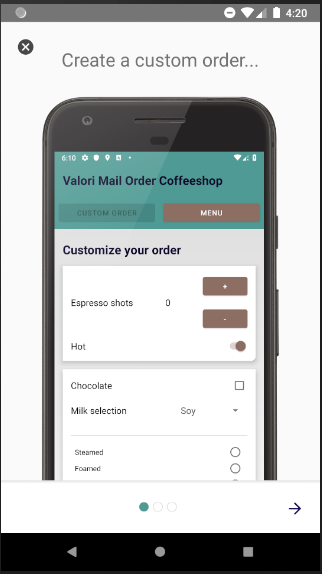 4:20
Create a custom order...
6:10
Valori Mail Order Coffeeshop
CUSTOM ORDER
MENU
Customize your order
+
Espresso shots 0
-
Hot
Chocolate
Milk selection Soy
Steamed
Foamed